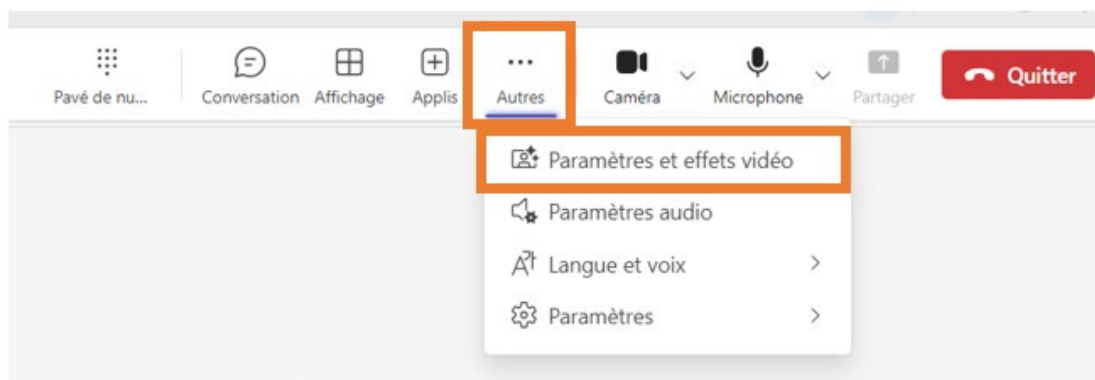 Pavé de nu...
Conversation
Affichage
Applis
Autres
Caméra
Microphone
Partager
Quitter
Paramètres et effets vidéo
Paramètres audio
Langue et voix
Paramètres